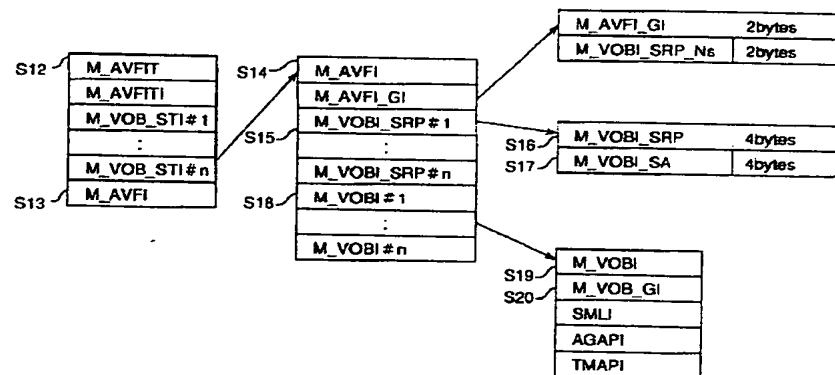 S12
M_AVFIT
M_AVFITI
M_VOB_STI#1
:
M_VOB_STI#n
S13
M_AVFI
S14
M_AVFI
M_AVFI_GI
S15
M_VOBI_SRP#1
:
M_VOBI_SRP#n
S18
M_VOBI#1
:
M_VOBI#n
M_AVFI_GI 2bytes
M_VOBI_SRP_Ns 2bytes
S16
M_VOBI_SRP 4bytes
S17
M_VOBI_SA 4bytes
M_VOBI
S19
M_VOB_GI
S20
SMLI
AGAPI
TMAPI